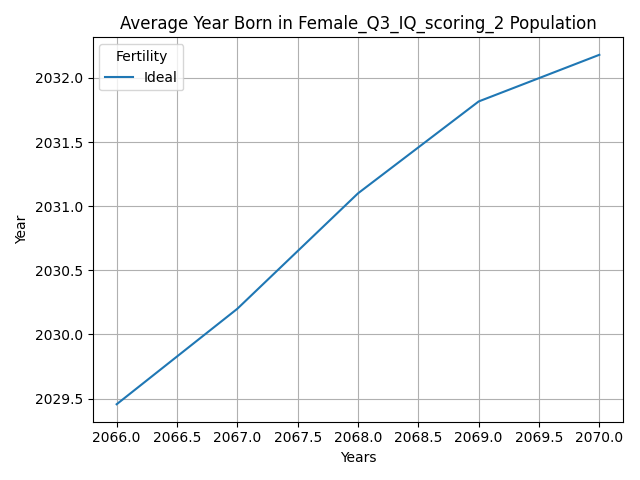 Average Year Born in Female_Q3_IQ_scoring_2 Population
Fertility
Ideal
2032.0
2031.5
2031.0
2030.5
2030.0
2029.5
Year
2066.0 2066.5 2067.0 2067.5 2068.0 2068.5 2069.0 2069.5 2070.0
Years